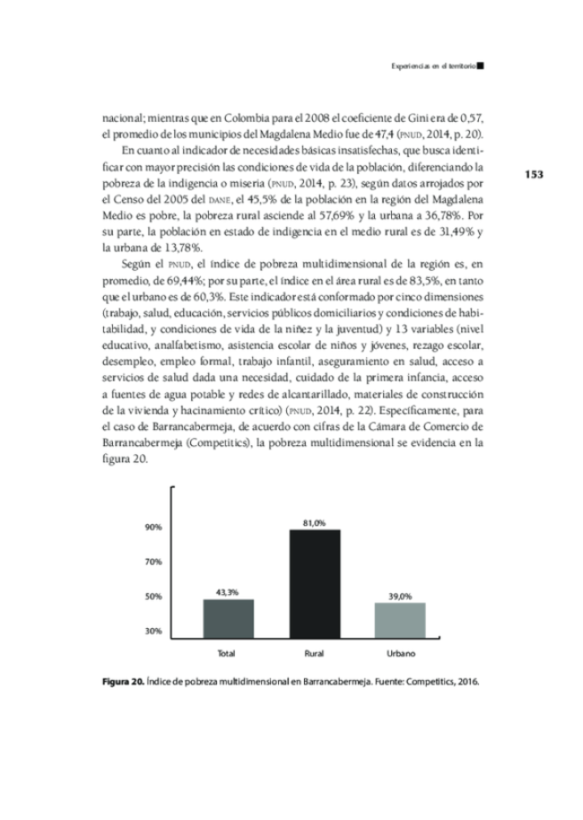 Experiencias en el territorio
153
nacional; mientras que en Colombia para el 2008 el coeficiente de Gini era de 0,57,
el promedio de los municipios del Magdalena Medio fue de 47,4 (PNUD, 2014, p. 20).
En cuanto al indicador de necesidades básicas insatisfechas, que busca identi-
ficar con mayor precisión las condiciones de vida de la población, diferenciando la
pobreza de la indigencia o miseria (PNUD, 2014, p. 23), según datos arrojados por
el Censo del 2005 del DANE, el 45,5% de la población en la región del Magdalena
Medio es pobre, la pobreza rural asciende al 57,69% y la urbana a 36,78%. Por
su parte, la población en estado de indigencia en el medio rural es de 31,49% y
la urbana de 13,78%.
Según el PNUD, el índice de pobreza multidimensional de la región es, en
promedio, de 69,44%; por su parte, el índice en el área rural es de 83,5%, en tanto
que el urbano es de 60,3%. Este indicador está conformado por cinco dimensiones
(trabajo, salud, educación, servicios públicos domiciliarios y condiciones de habi-
tabilidad, y condiciones de vida de la niñez y la juventud) y 13 variables (nivel
educativo, analfabetismo, asistencia escolar de niños y jóvenes, rezago escolar,
desempleo, empleo formal, trabajo infantil, aseguramiento en salud, acceso a
servicios de salud dada una necesidad, cuidado de la primera infancia, acceso
a fuentes de agua potable y redes de alcantarillado, materiales de construcción
de la vivienda y hacinamiento crítico) (PNUD, 2014, p. 22). Específicamente, para
el caso de Barrancabermeja, de acuerdo con cifras de la Cámara de Comercio de
Barrancabermeja (Competitics), la pobreza multidimensional se evidencia en la
figura 20.
90%
70%
50%
30%
43,3%
81,0%
39,0%
Total Rural Urbano
Figura 20. Índice de pobreza multidimensional en Barrancabermeja. Fuente: Competitics, 2016.